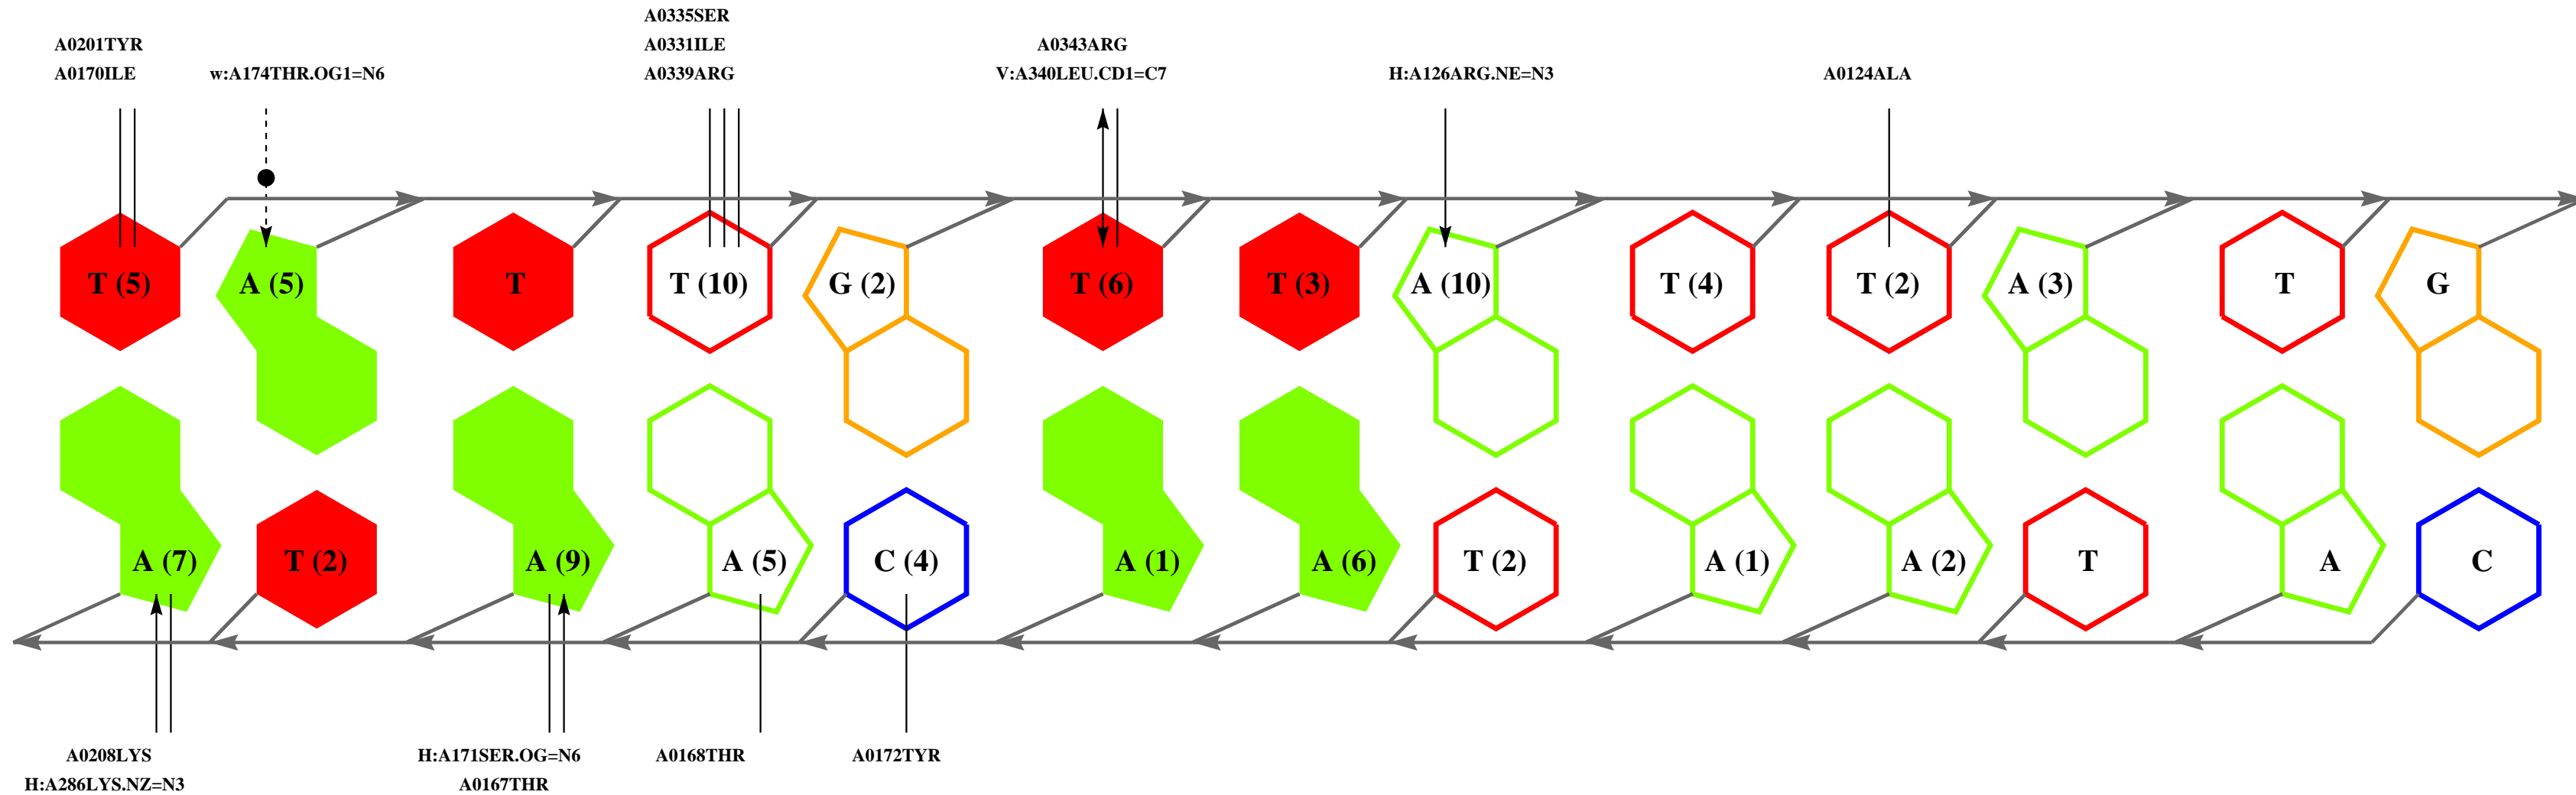 A0335SER
A0201TYR A0331ILE A0343ARG
A0170ILE w:A174THR.OG1=N6 A0339ARG V:A340LEU.CD1=C7 H:A126ARG.NE=N3 A0124ALA
T (5) A (5) T T (10) G (2) T (6) T (3) A (10) T (4) T (2) A (3) T G
A (7) T (2) A (9) A (5) C (4) A (1) A (6) T (2) A (1) A (2) T A C
A0208LYS H:A171SER.OG=N6 A0168THR A0172TYR
H:A286LYS.NZ=N3 A0167THR